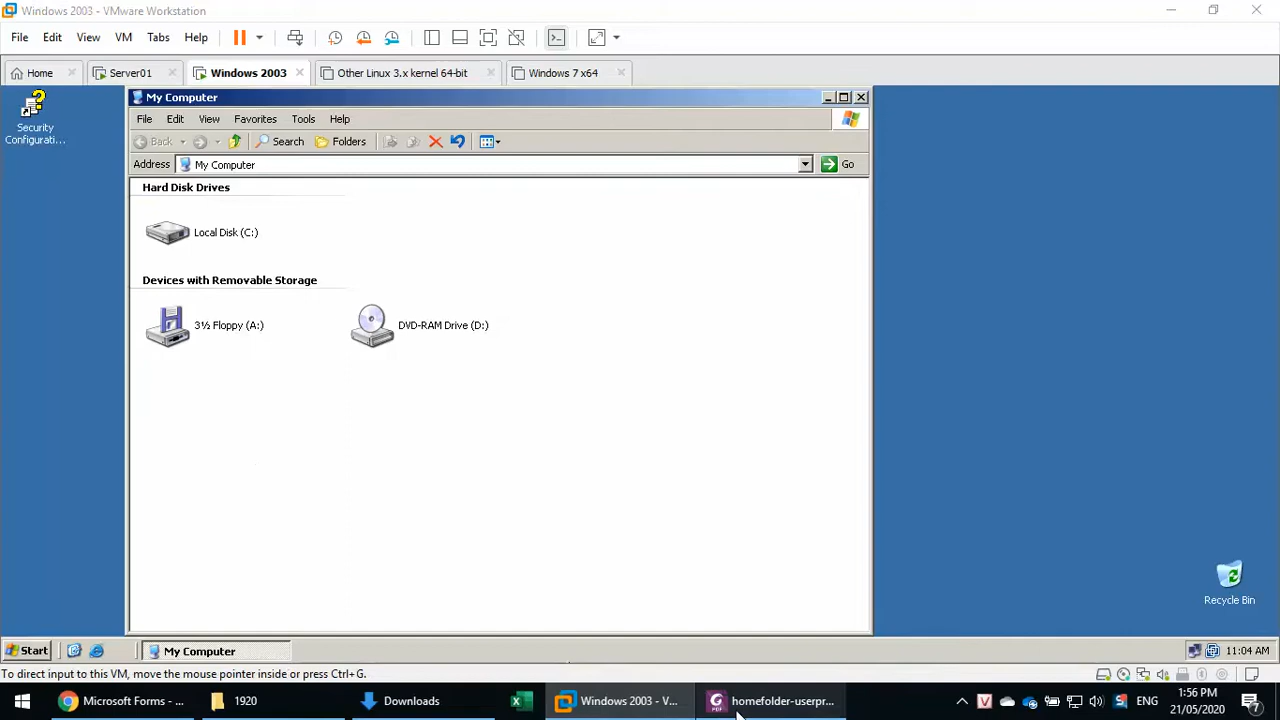 Windows 2003 - VMware Workstation
File Edit View VM Tabs Help
Home Server01 Windows 2003 Other Linux 3.x kernel 64-bit Windows 7 x64
Security
Configurati...
My Computer
File Edit View Favorites Tools Help
Back Search Folders
Address My Computer Go
Hard Disk Drives
Local Disk (C:)
Devices with Removable Storage
3½ Floppy (A:) DVD-RAM Drive (D:)
Recycle Bin
Start My Computer 11:04 AM
To direct input to this VM, move the mouse pointer inside or press Ctrl+G.
Microsoft Forms - ... 1920 Downloads Windows 2003 - V... homefolder-userpr... ENG 1:56 PM
21/05/2020 7